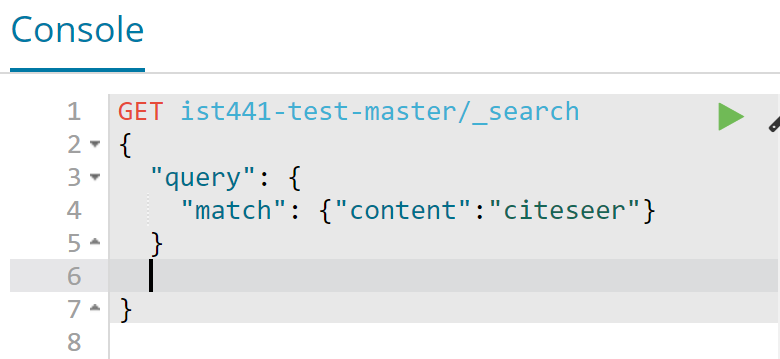 Console
1 GET ist441-test-master/_search
2 {
3 "query": {
4 "match": {"content":"citeseer"}
5 }
6
7 }
8